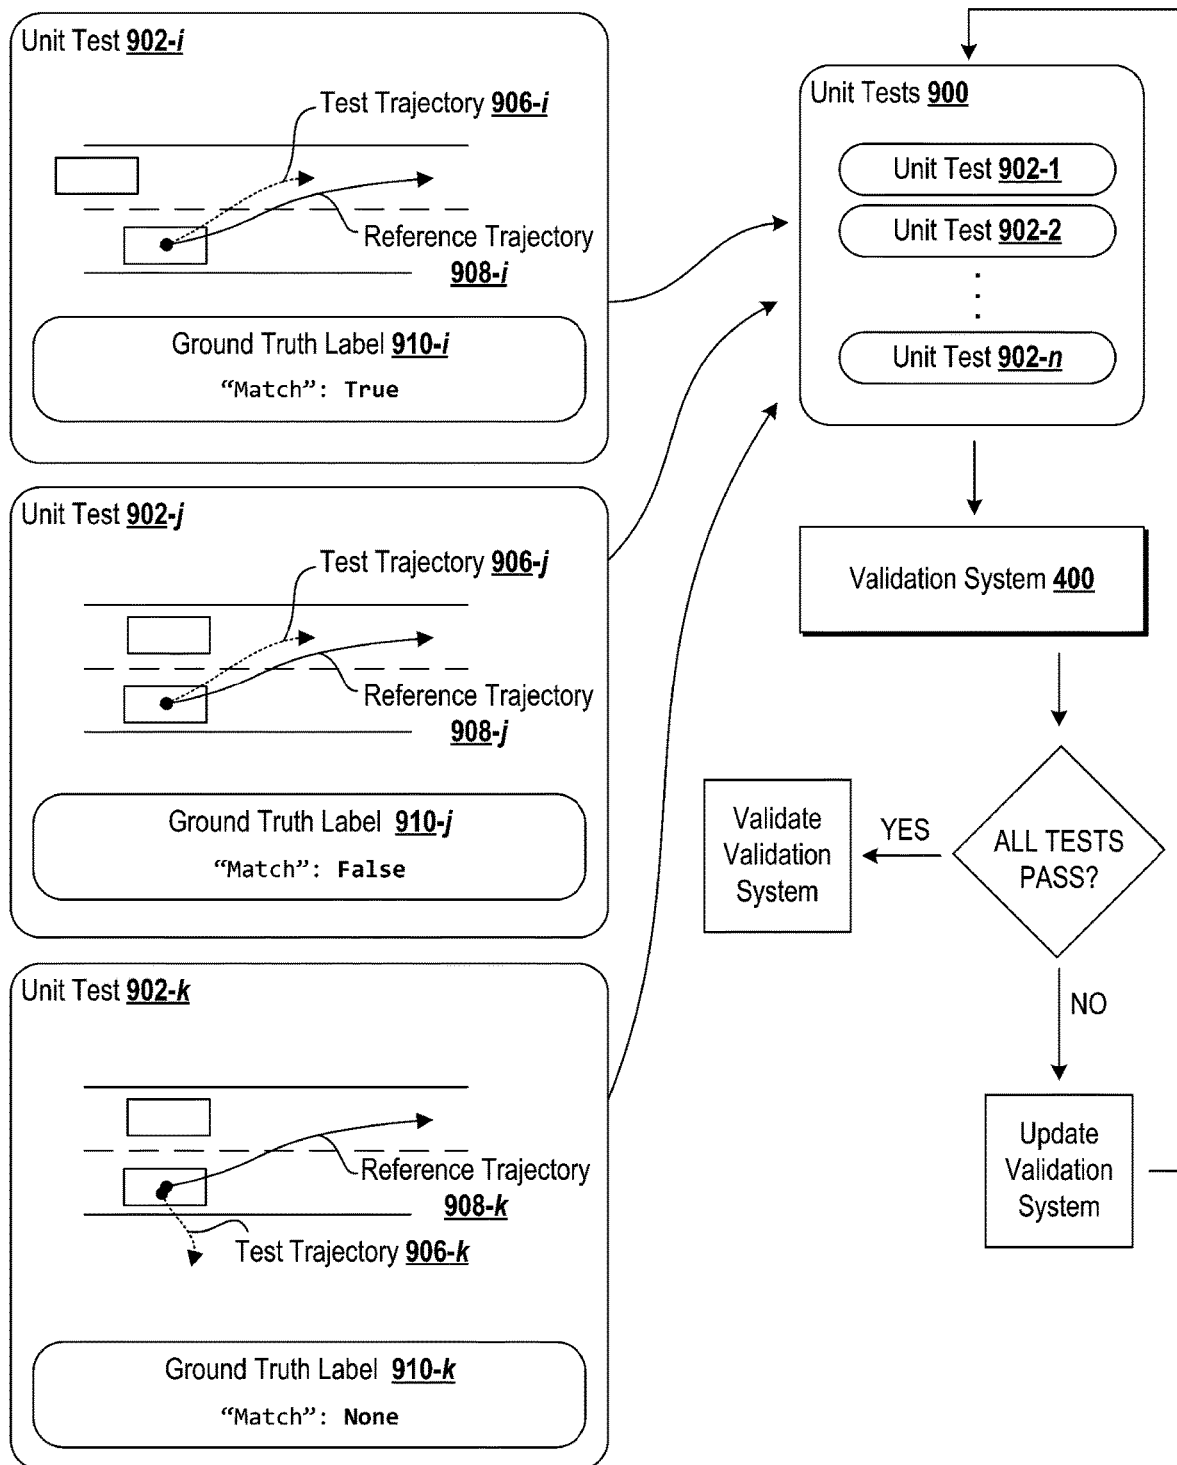 Unit Test 902-i
Test Trajectory 906-i
Reference Trajectory
908-i
Ground Truth Label 910-i
“Match”: True
Unit Test 902-j
Test Trajectory 906-j
Reference Trajectory
908-j
Ground Truth Label 910-j
“Match”: False
Unit Test 902-k
Reference Trajectory
908-k
Test Trajectory 906-k
Ground Truth Label 910-k
“Match”: None
Unit Tests 900
Unit Test 902-1
Unit Test 902-2
Unit Test 902-n
Validation System 400
ALL TESTS
PASS?
YES
Validate
Validation
System
NO
Update
Validation
System